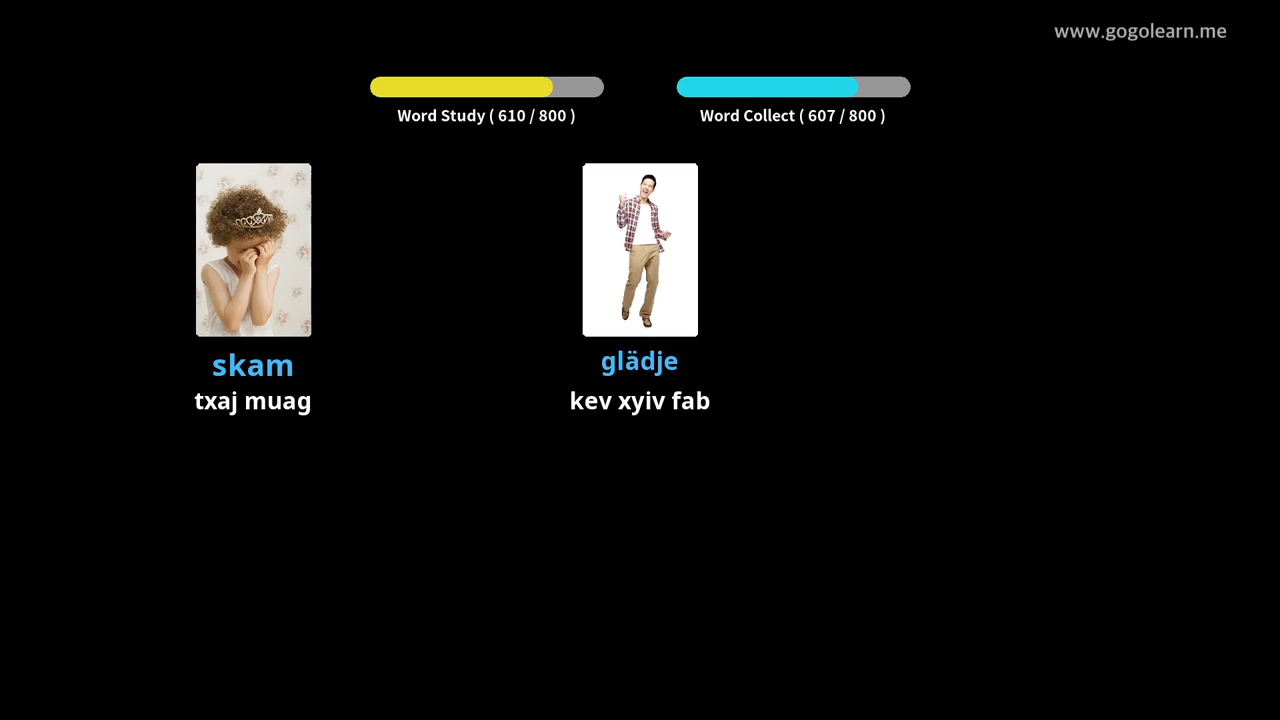 www.gogolearn.me
Word Study ( 610 / 800 )
Word Collect ( 607 / 800 )
skam
txaj muag
glädje
kev xyiv fab